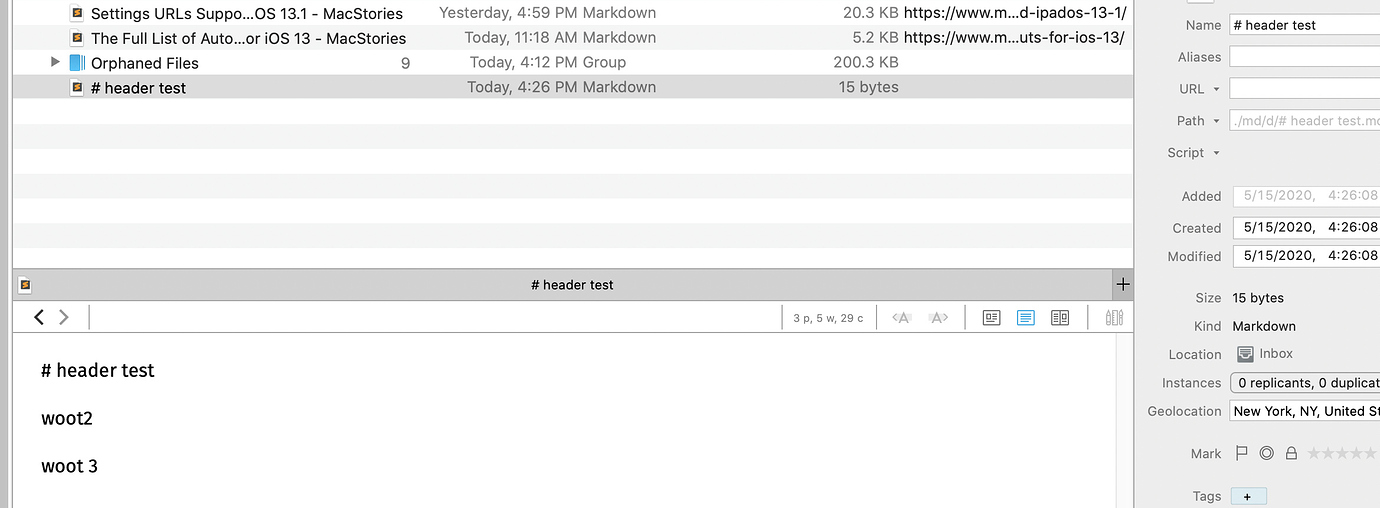 Settings URLs Suppo...OS 13.1 - MacStories Yesterday, 4:59 PM Markdown 20.3 KB https://www.m...d-ipados-13-1/
The Full List of Auto...or iOS 13 - MacStories Today, 11:18 AM Markdown 5.2 KB https://www.m...uts-for-ios-13/
Orphaned Files 9 Today, 4:12 PM Group 200.3 KB
# header test Today, 4:26 PM Markdown 15 bytes
# header test
3 p, 5 w, 29 c A A
# header test
woot2
woot 3
Name # header test
Aliases
URL
Path ./md/d/# header test.md
Script
Added 5/15/2020, 4:26:08
Created 5/15/2020, 4:26:08
Modified 5/15/2020, 4:26:08
Size 15 bytes
Kind Markdown
Location Inbox
Instances 0 replicants, 0 duplicat
Geolocation New York, NY, United St
Mark
Tags +